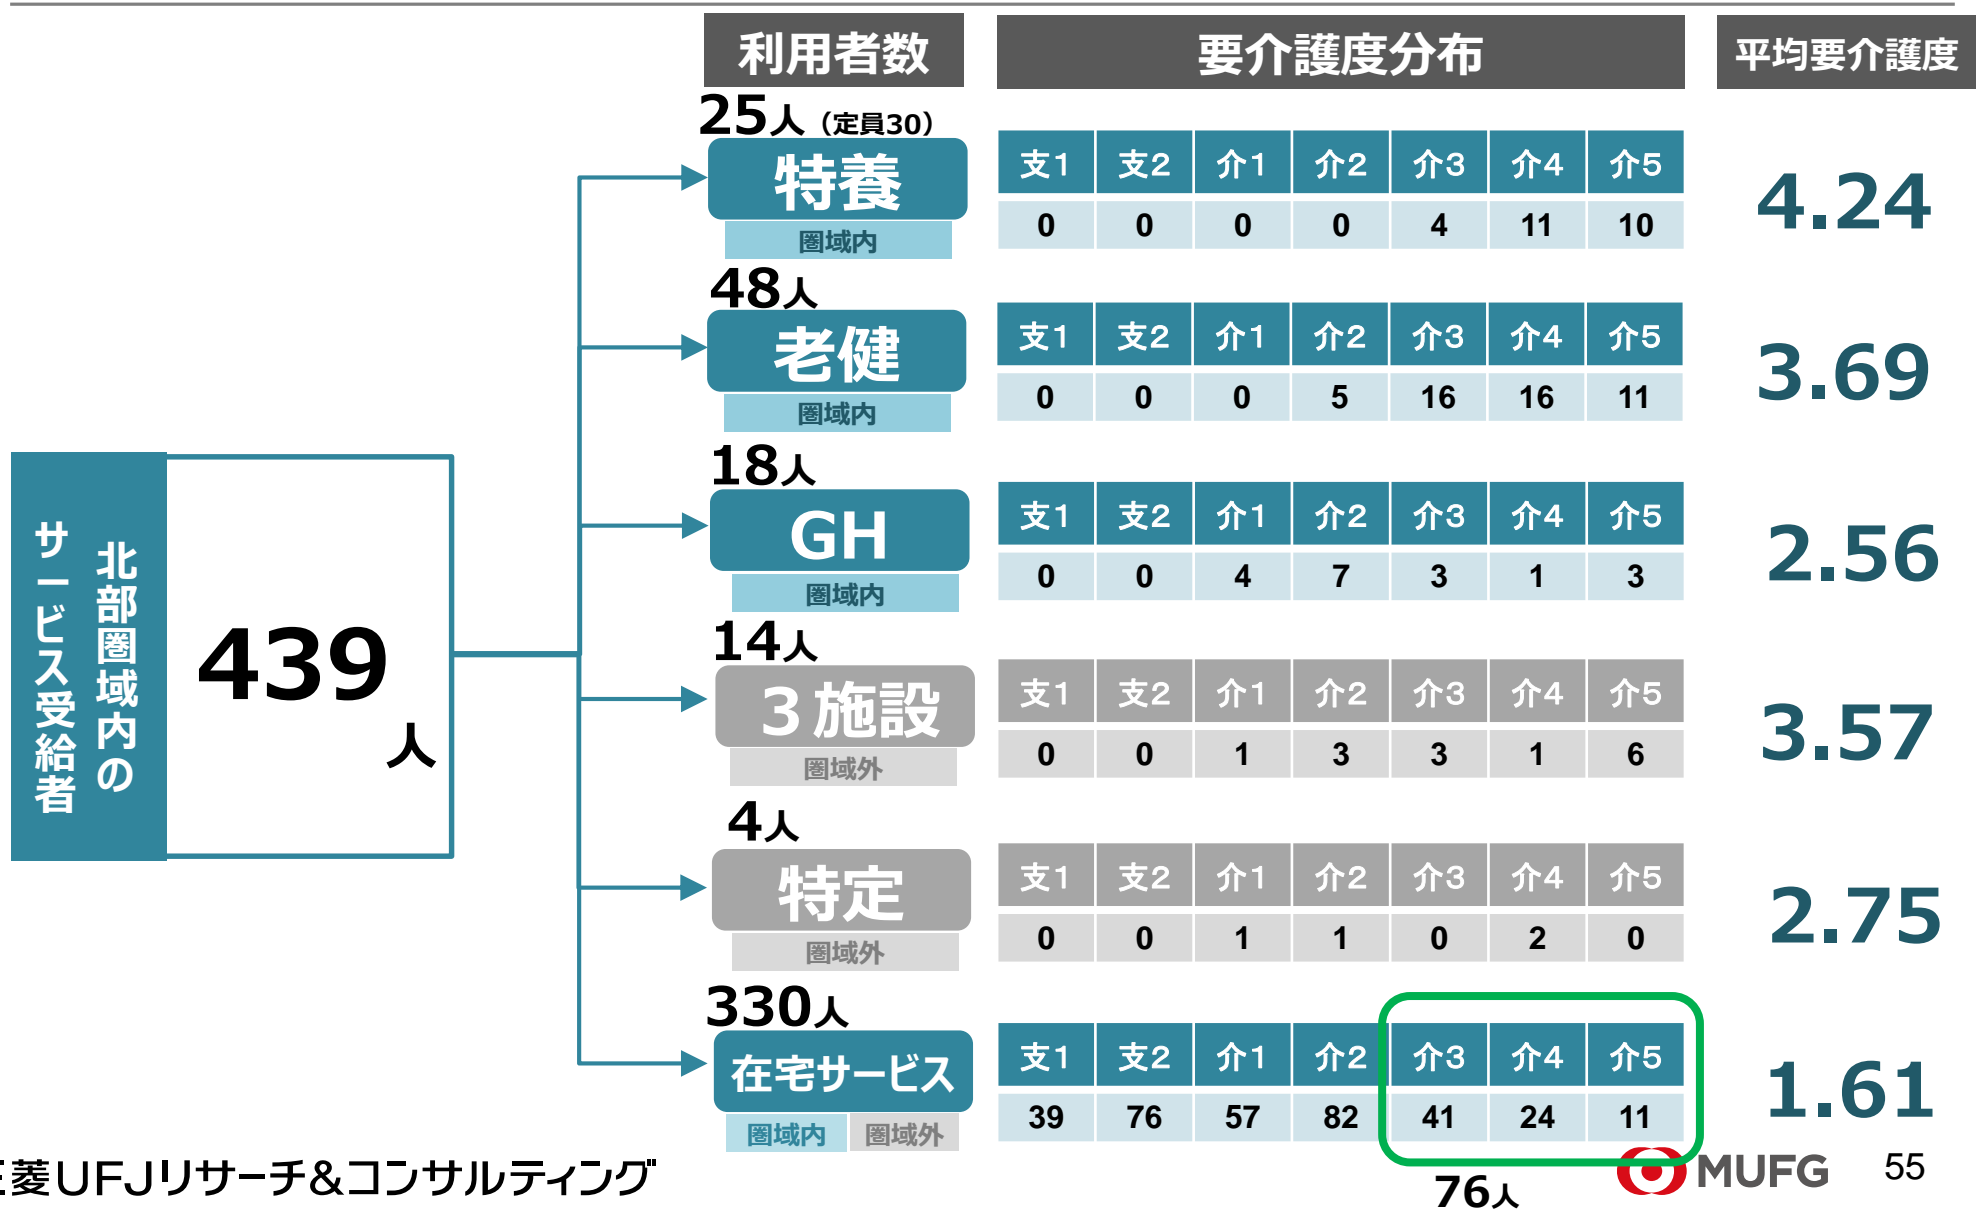 利用者数 要介護度分布 平均要介護度
北部圏域内の
サービス受給者
439人
25人（定員30）
特養
圏域内
支1 支2 介1 介2 介3 介4 介5
0 0 0 0 4 11 10
4.24
48人
老健
圏域内
支1 支2 介1 介2 介3 介4 介5
0 0 0 5 16 16 11
3.69
18人
GH
圏域内
支1 支2 介1 介2 介3 介4 介5
0 0 4 7 3 1 3
2.56
14人
３施設
圏域外
支1 支2 介1 介2 介3 介4 介5
0 0 1 3 3 1 6
3.57
4人
特定
圏域外
支1 支2 介1 介2 介3 介4 介5
0 0 1 1 0 2 0
2.75
330人
在宅サービス
圏域内 圏域外
支1 支2 介1 介2 介3 介4 介5
39 76 57 82 41 24 11
1.61
76人
菱UFJリサーチ&コンサルティング
MUFG 55